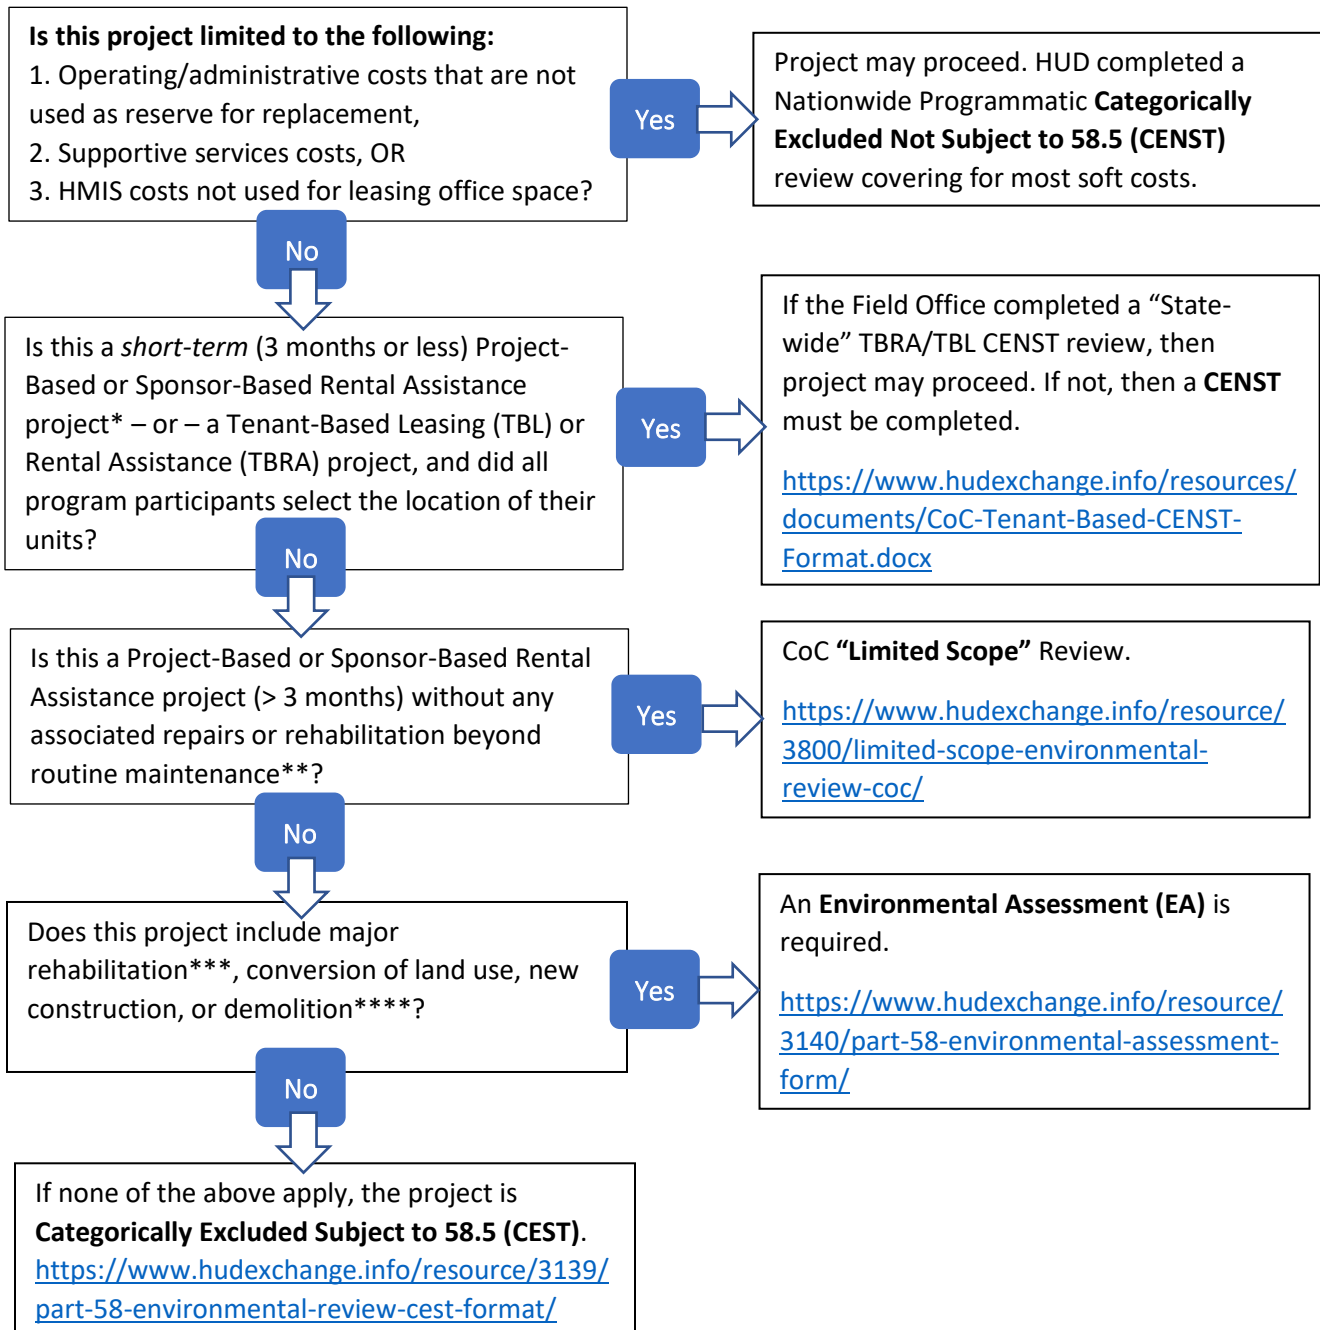 Is this project limited to the following:
1. Operating/administrative costs that are not
used as reserve for replacement,
2. Supportive services costs, OR
3. HMIS costs not used for leasing office space?
Yes
Project may proceed. HUD completed a
Nationwide Programmatic Categorically
Excluded Not Subject to 58.5 (CENST)
review covering for most soft costs.
No
Is this a short-term (3 months or less) Project-
Based or Sponsor-Based Rental Assistance
project* – or – a Tenant-Based Leasing (TBL) or
Rental Assistance (TBRA) project, and did all
program participants select the location of their
units?
Yes
If the Field Office completed a “State-
wide” TBRA/TBL CENST review, then
project may proceed. If not, then a CENST
must be completed.
https://www.hudexchange.info/resources/
documents/CoC-Tenant-Based-CENST-
Format.docx
No
Is this a Project-Based or Sponsor-Based Rental
Assistance project (> 3 months) without any
associated repairs or rehabilitation beyond
routine maintenance**?
Yes
CoC “Limited Scope” Review.
https://www.hudexchange.info/resource/
3800/limited-scope-environmental-
review-coc/
No
Does this project include major
rehabilitation***, conversion of land use, new
construction, or demolition****?
Yes
An Environmental Assessment (EA) is
required.
https://www.hudexchange.info/resource/
3140/part-58-environmental-assessment-
form/
No
If none of the above apply, the project is
Categorically Excluded Subject to 58.5 (CEST).
https://www.hudexchange.info/resource/3139/
part-58-environmental-review-cest-format/